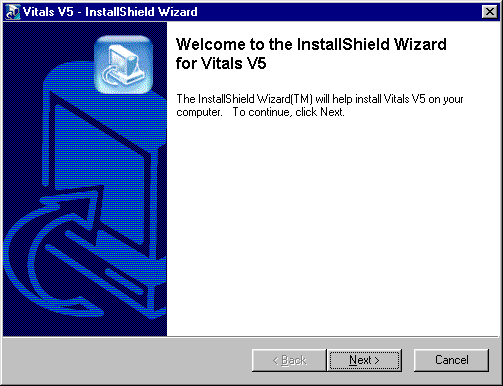 Vitals V5 - InstallShield Wizard
Welcome to the InstallShield Wizard
for Vitals V5
The InstallShield Wizard(TM) will help install Vitals V5 on your
computer. To continue, click Next.
< Back
Next >
Cancel